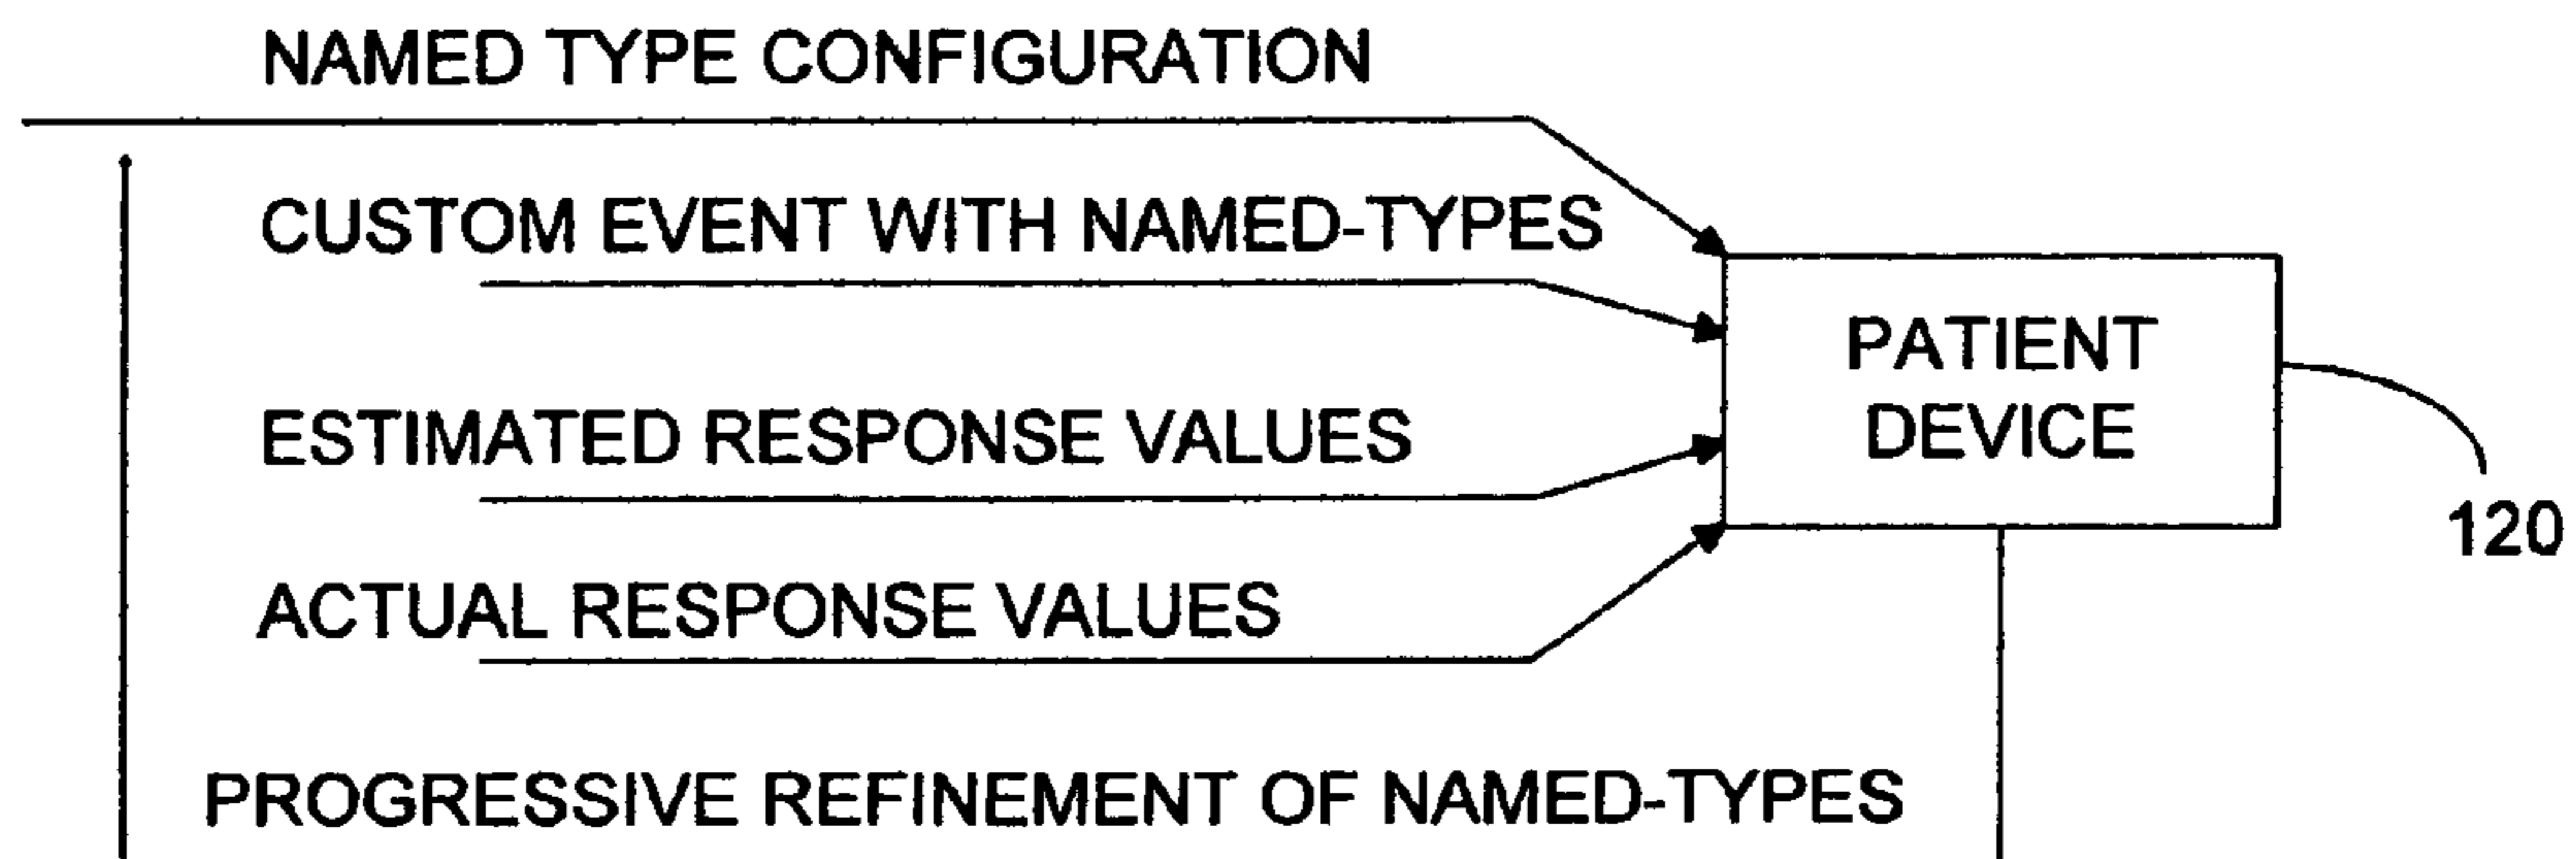 NAMED TYPE CONFIGURATION
CUSTOM EVENT WITH NAMED-TYPES
PATIENT
DEVICE
ESTIMATED RESPONSE VALUES
120
ACTUAL RESPONSE VALUES
PROGRESSIVE REFINEMENT OF NAMED-TYPES